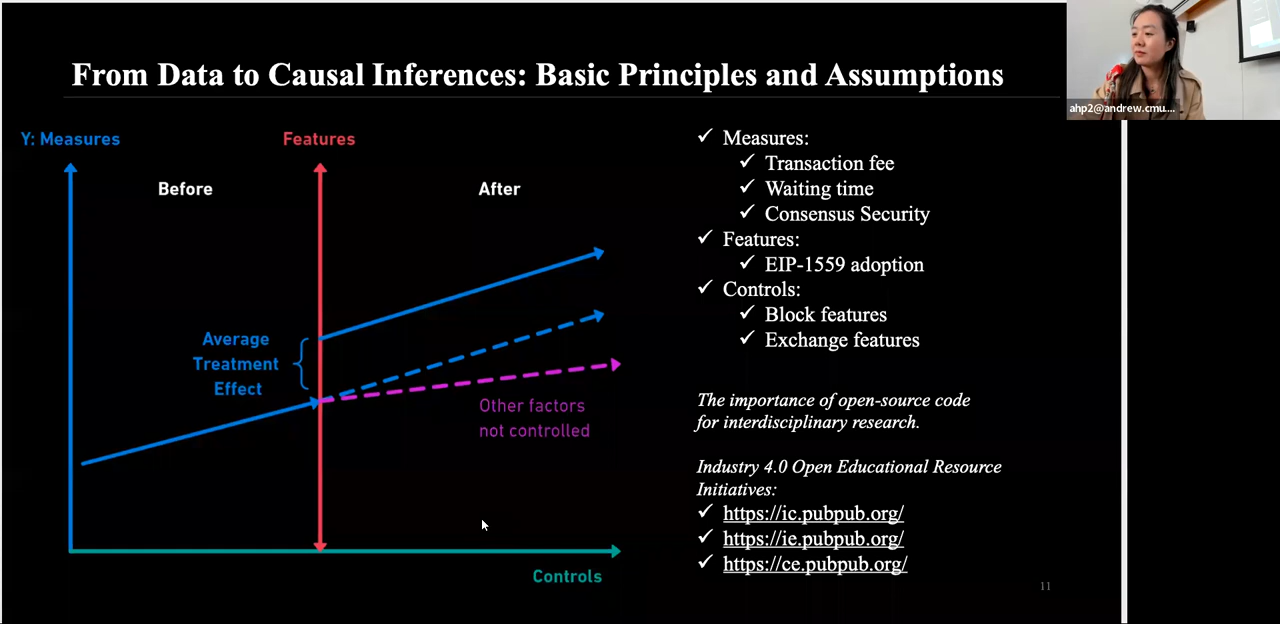 From Data to Causal Inferences: Basic Principles and Assumptions
ahp2@andrew.cmu....
Y: Measures
Features
Before
After
Average
Treatment
Effect
Other factors
not controlled
Controls
✓ Measures:
✓ Transaction fee
✓ Waiting time
✓ Consensus Security
✓ Features:
✓ EIP-1559 adoption
✓ Controls:
✓ Block features
✓ Exchange features
The importance of open-source code
for interdisciplinary research.
Industry 4.0 Open Educational Resource
Initiatives:
✓ https://ic.pubpub.org/
✓ https://ie.pubpub.org/
✓ https://ce.pubpub.org/
11